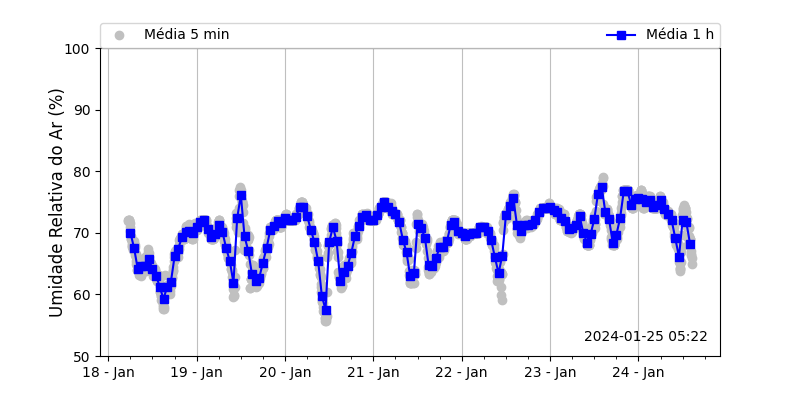 Média 5 min
Média 1 h
Umidade Relativa do Ar (%)
100
90
80
70
60
50
2024-01-25 05:22
18 - Jan
19 - Jan
20 - Jan
21 - Jan
22 - Jan
23 - Jan
24 - Jan